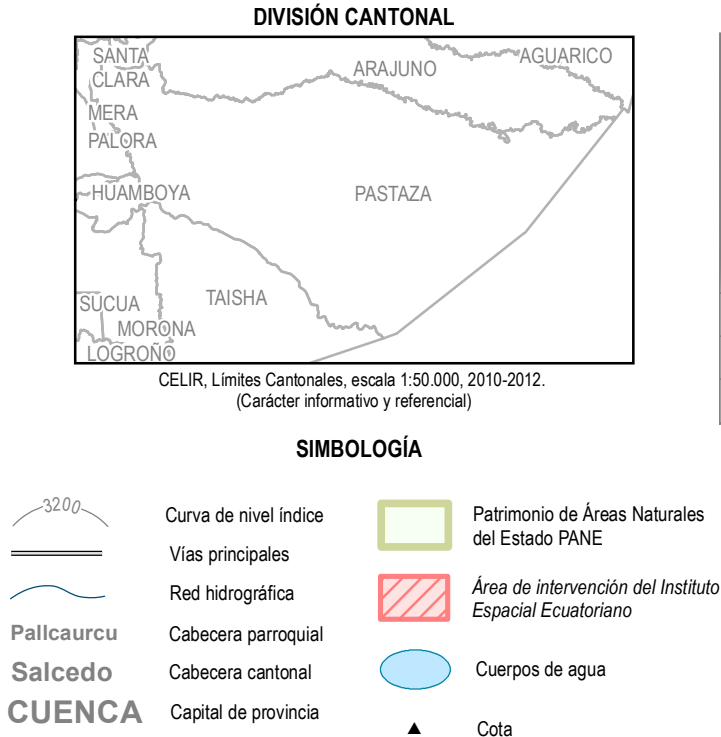 DIVISIÓN CANTONAL
SANTA
CLARA
ARAJUNO
AGUARICO
MERA
PALORA
HUAMBOYA
PASTAZA
TAISHA
SUCUA
MORONA
LOGROÑO
CELIR, Límites Cantonales, escala 1:50.000, 2010-2012.
(Carácter informativo y referencial)
SIMBOLOGÍA
3200
Curva de nivel índice
Vías principales
Red hidrográfica
Pallcaurcu Cabecera parroquial
Salcedo Cabecera cantonal
CUENCA Capital de provincia
Patrimonio de Áreas Naturales
del Estado PANE
Área de intervención del Instituto
Espacial Ecuatoriano
Cuerpos de agua
Cota